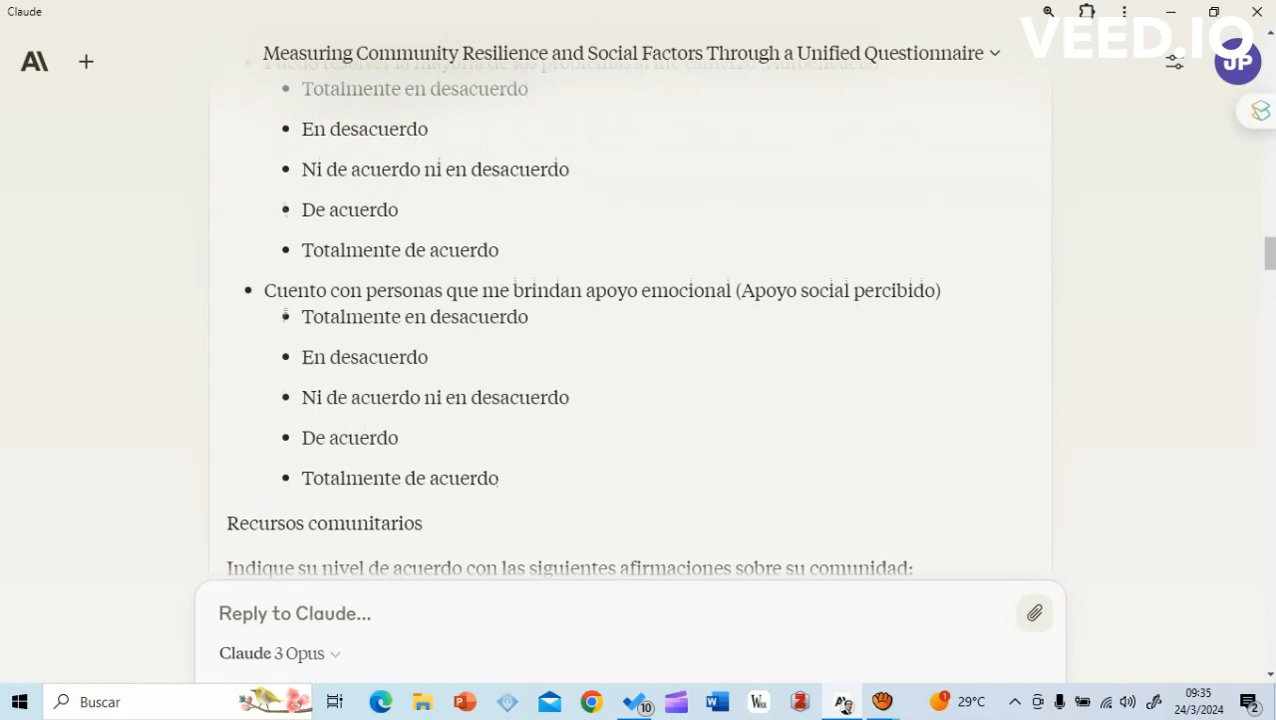 Claude
VEED.IO
Measuring Community Resilience and Social Factors Through a Unified Questionnaire
JP
Totalmente en desacuerdo
En desacuerdo
Ni de acuerdo ni en desacuerdo
De acuerdo
Totalmente de acuerdo
Cuento con personas que me brindan apoyo emocional (Apoyo social percibido)
Totalmente en desacuerdo
En desacuerdo
Ni de acuerdo ni en desacuerdo
De acuerdo
Totalmente de acuerdo
Recursos comunitarios
Indique su nivel de acuerdo con las siguientes afirmaciones sobre su comunidad:
Reply to Claude...
Claude 3 Opus
Buscar
10
29°C
09:35
24/3/2024
2